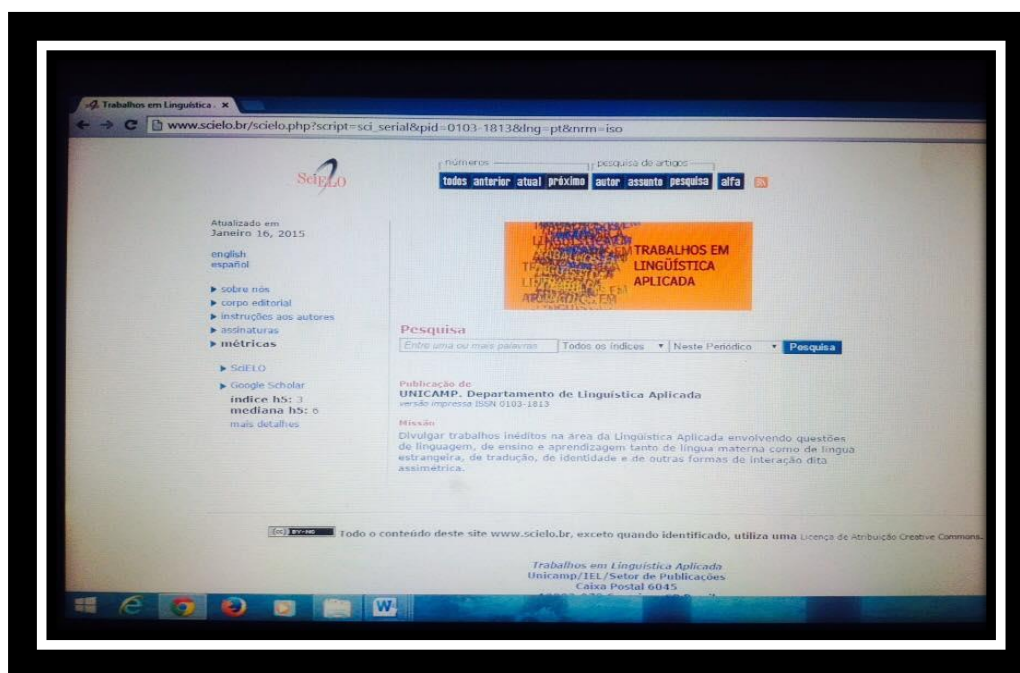 Trabalhos em Linguística
www.scielo.br/scielo.php?script=sci_serial&pid=0103-1813&lng=pt&nrm=iso
SciELO
números
pesquisa de artigos
todos anterior atual próximo autor assunto pesquisa alfa
Atualizado em
Janeiro 16, 2015
english
español
sobre nós
corpo editorial
instruções aos autores
assinaturas
métricas
SciELO
Google Scholar
índice h5: 3
mediana h5: 6
mais detalhes
TRABALHOS EM
LINGÜÍSTICA
APLICADA
Pesquisa
Entre uma ou mais palavras Todos os índices Neste Periódico Pesquisa
Publicação de
UNICAMP. Departamento de Linguística Aplicada
versão impressa ISSN 0103-1813
Missão
Divulgar trabalhos inéditos na área da Lingüística Aplicada envolvendo questões
de linguagem, de ensino e aprendizagem tanto de língua materna como de língua
estrangeira, de tradução, de identidade e de outras formas de interação dita
assimétrica.
(cc) BY-NC Todo o conteúdo deste site www.scielo.br, exceto quando identificado, utiliza uma Licença de Atribuição Creative Commons.
Trabalhos em Linguística Aplicada
Unicamp/IEL/Setor de Publicações
Caixa Postal 6045